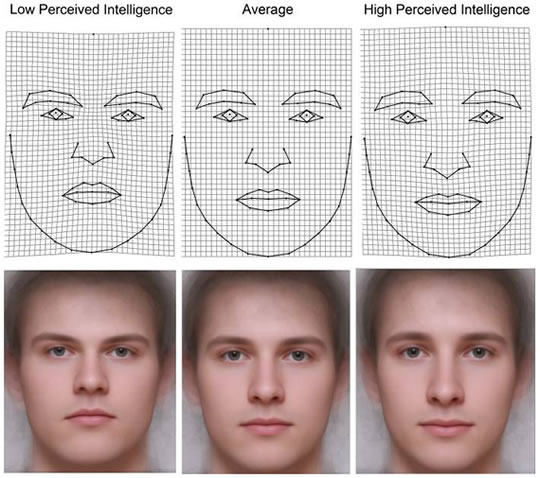 Low Perceived Intelligence
Average
High Perceived Intelligence